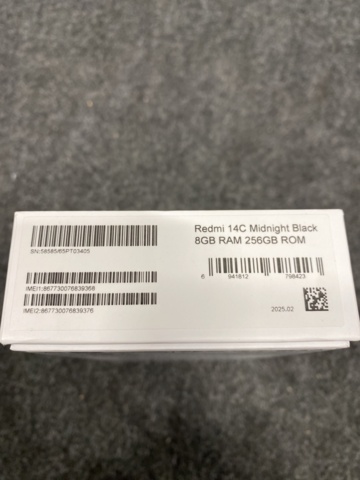 SN:58585/65PT03405
IMEI1:867730076839368
IMEI2:867730076839376
Redmi 14C Midnight Black
8GB RAM 256GB ROM
6 941812 798423
2025.02